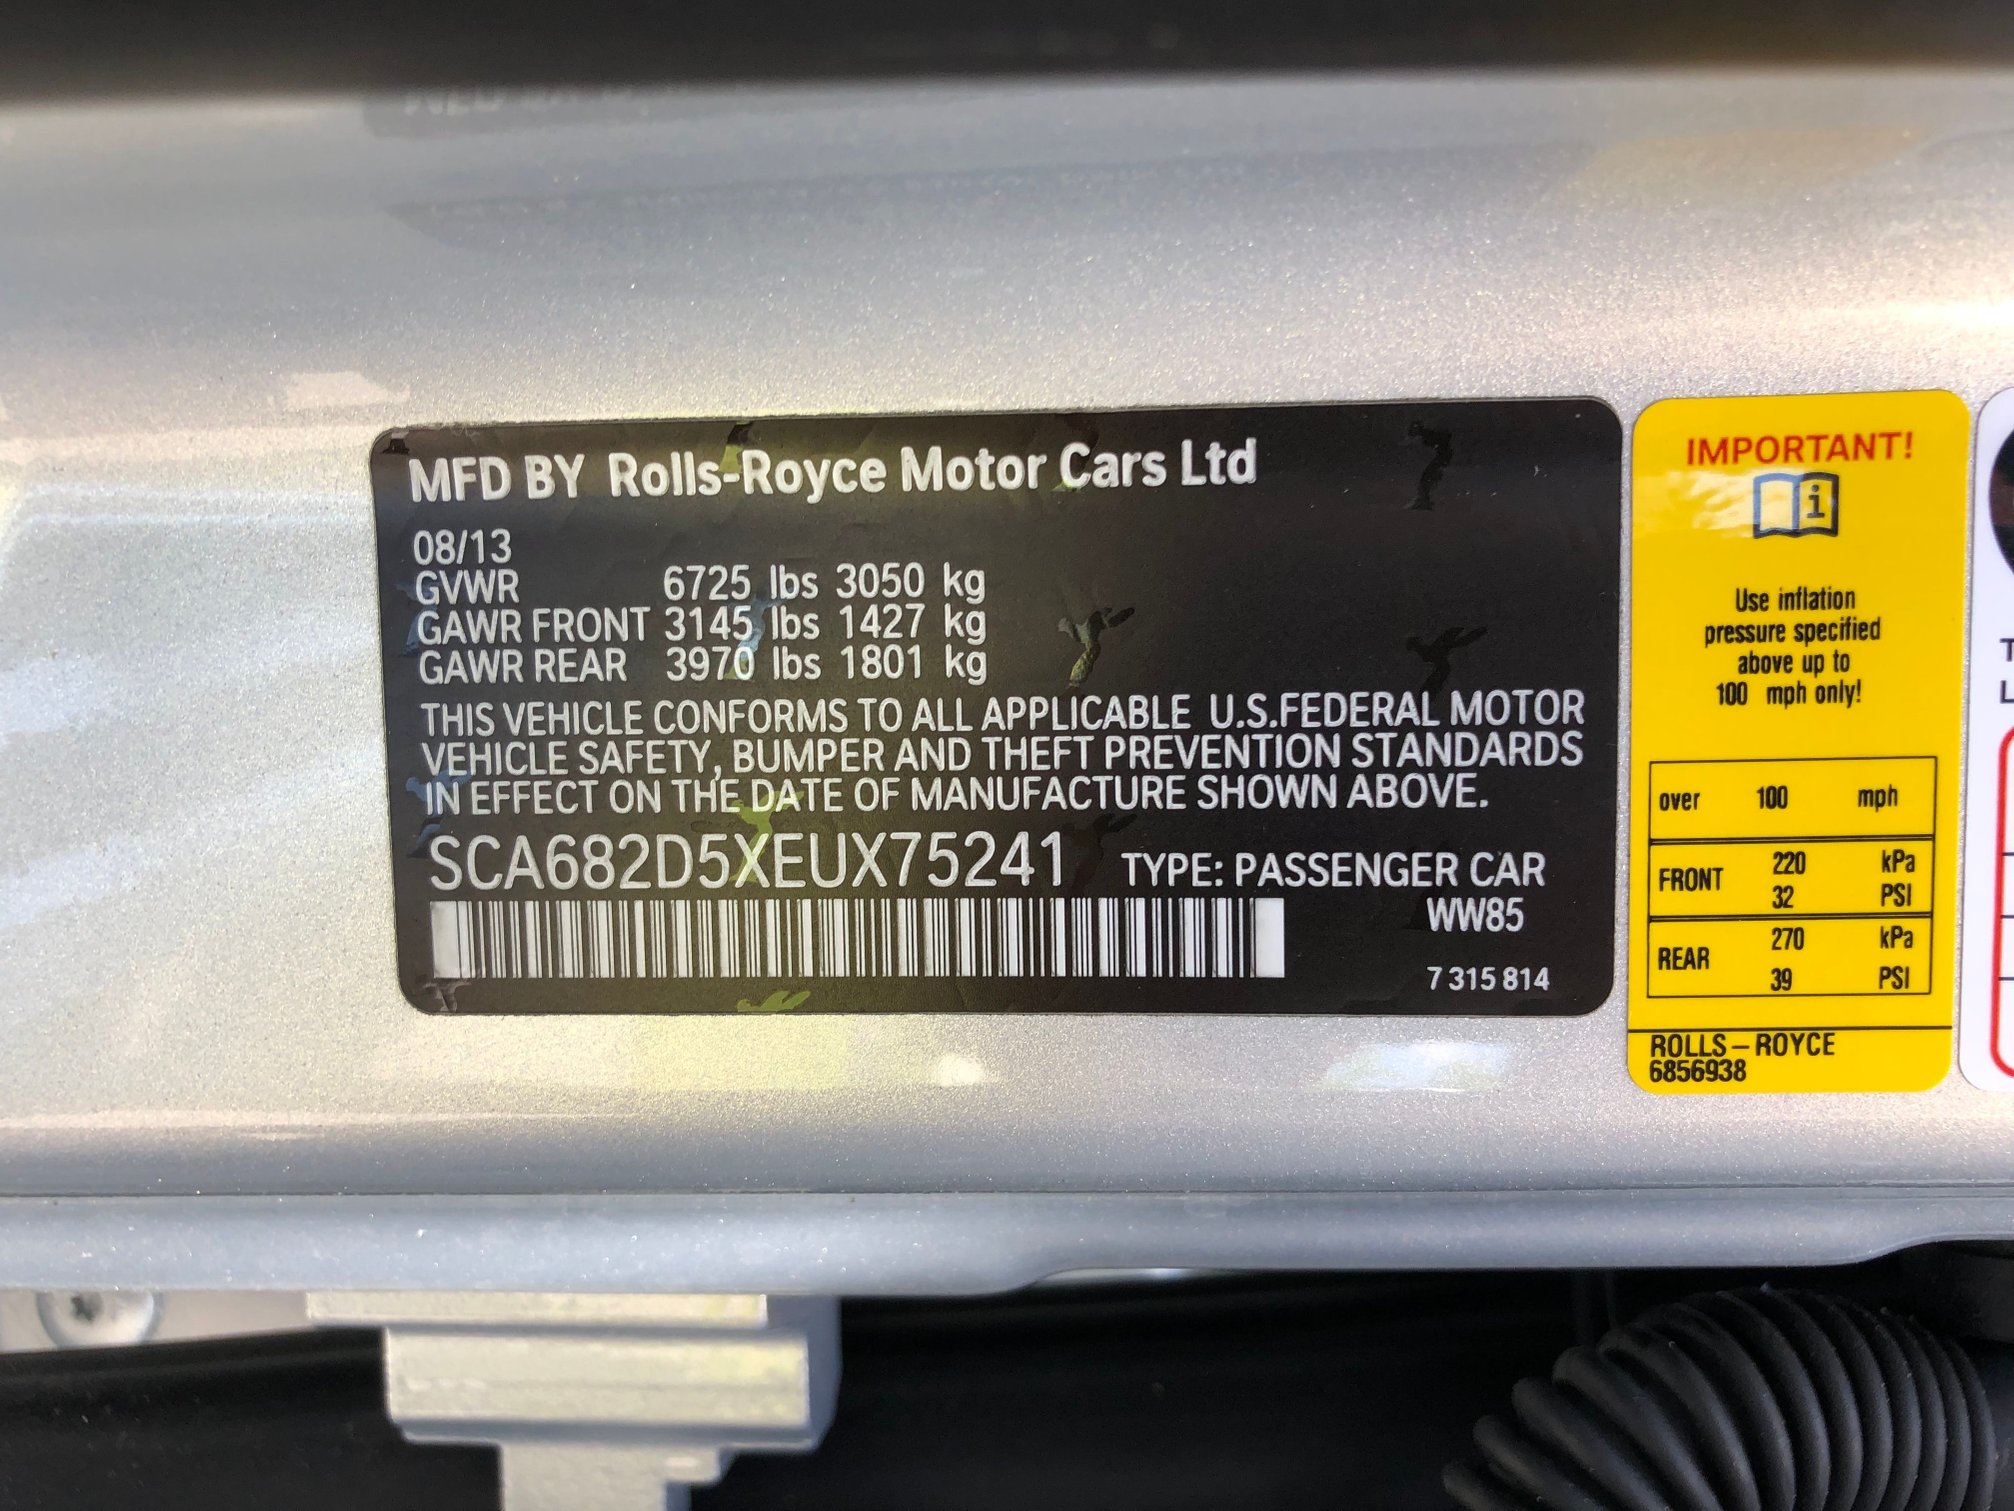 MFD BY Rolls-Royce Motor Cars Ltd
08/13
GVWR 6725 lbs 3050 kg
GAWR FRONT 3145 lbs 1427 kg
GAWR REAR 3970 lbs 1801 kg
THIS VEHICLE CONFORMS TO ALL APPLICABLE U.S.FEDERAL MOTOR
VEHICLE SAFETY, BUMPER AND THEFT PREVENTION STANDARDS
IN EFFECT ON THE DATE OF MANUFACTURE SHOWN ABOVE.
SCA682D5XEUX75241 TYPE: PASSENGER CAR
WW85
7 315 814
IMPORTANT!
i
Use inflation
pressure specified
above up to
100 mph only!
over 100 mph
FRONT 220 kPa
32 PSI
REAR 270 kPa
39 PSI
ROLLS-ROYCE
6856938